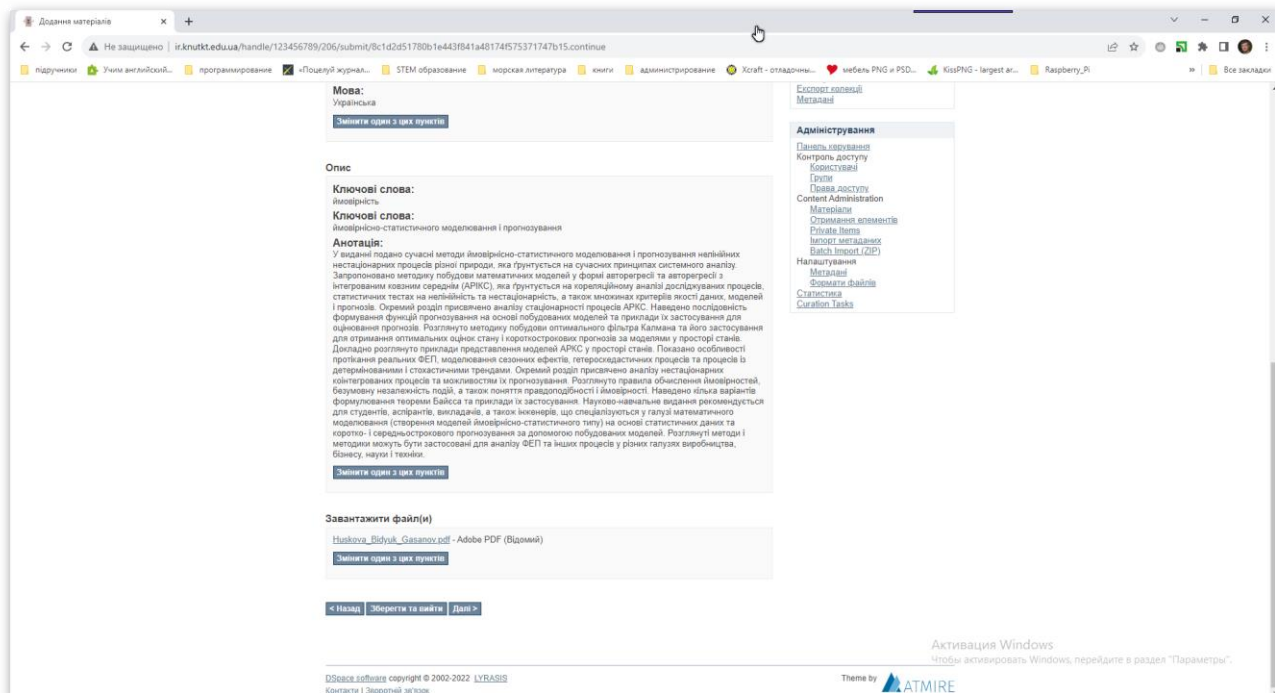 Додання матеріалів
Не защищено | ir.knutkt.edu.ua/handle/123456789/206/submit/8c1d2d51780b1e443f841a48174f575371747b15.continue
підручники
Учим английский...
программирование
«Поцелуй журнал...
STEM образование
морская литература
книги
администрирование
Xcraft - отладочны...
мебель PNG и PSD...
KissPNG - largest ar...
Raspberry_Pi
»
Все закладки
Мова:
Українська
Змінити один з цих пунктів
Опис
Ключові слова:
ймовірність
Ключові слова:
ймовірнісно-статистичного моделювання і прогнозування
Анотація:
У виданні подано сучасні методи ймовірнісно-статистичного моделювання і прогнозування нелінійних
нестаціонарних процесів різної природи, яка ґрунтується на сучасних принципах системного аналізу.
Запропоновано методику побудови математичних моделей у формі авторегресії та авторегресії з
інтегрованим ковзним середнім (АРІКС), яка ґрунтується на кореляційному аналізі досліджуваних процесів,
статистичних тестах на нелінійність та нестаціонарність, а також множинах критеріїв якості даних, моделей
і прогнозів. Окремий розділ присвячено аналізу стаціонарності процесів АРКС. Наведено послідовність
формування функцій прогнозування на основі побудованих моделей та приклади їх застосування для
оцінювання прогнозів. Розглянуто методику побудови оптимального фільтра Калмана та його застосування
для отримання оптимальних оцінок стану і короткострокових прогнозів за моделями у просторі станів.
Докладно розглянуто приклади представлення моделей АРКС у просторі станів. Показано особливості
протікання реальних ФЕП, моделювання сезонних ефектів, гетероскедастичних процесів та процесів із
детермінованими і стохастичними трендами. Окремий розділ присвячено аналізу нестаціонарних
коінтегрованих процесів та можливостям їх прогнозування. Розглянуто правила обчислення ймовірностей,
безумовну незалежність подій, а також поняття правдоподібності і ймовірності. Наведено кілька варіантів
формулювання теореми Байєса та приклади їх застосування. Науково-навчальне видання рекомендується
для студентів, аспірантів, викладачів, а також інженерів, що спеціалізуються у галузі математичного
моделювання (створення моделей ймовірнісно-статистичного типу) на основі статистичних даних та
коротко- і середньострокового прогнозування за допомогою побудованих моделей. Розглянуті методи і
методики можуть бути застосовані для аналізу ФЕП та інших процесів у різних галузях виробництва,
бізнесу, науки і техніки.
Змінити один з цих пунктів
Завантажити файл(и)
Huskova_Bidyuk_Gasanov.pdf - Adobe PDF (Відомий)
Змінити один з цих пунктів
< Назад
Зберегти та вийти
Далі >
Експорт колекції
Метадані
Адміністрування
Панель керування
Контроль доступу
Користувачі
Групи
Права доступу
Content Administration
Матеріали
Отримання елементів
Private Items
Імпорт метаданих
Batch Import (ZIP)
Налаштування
Метадані
Формати файлів
Статистика
Curation Tasks
Активация Windows
Чтобы активировать Windows, перейдите в раздел "Параметры".
DSpace software copyright © 2002-2022 LYRASIS
Контакти | Зворотній зв'язок
Theme by ATMIRE